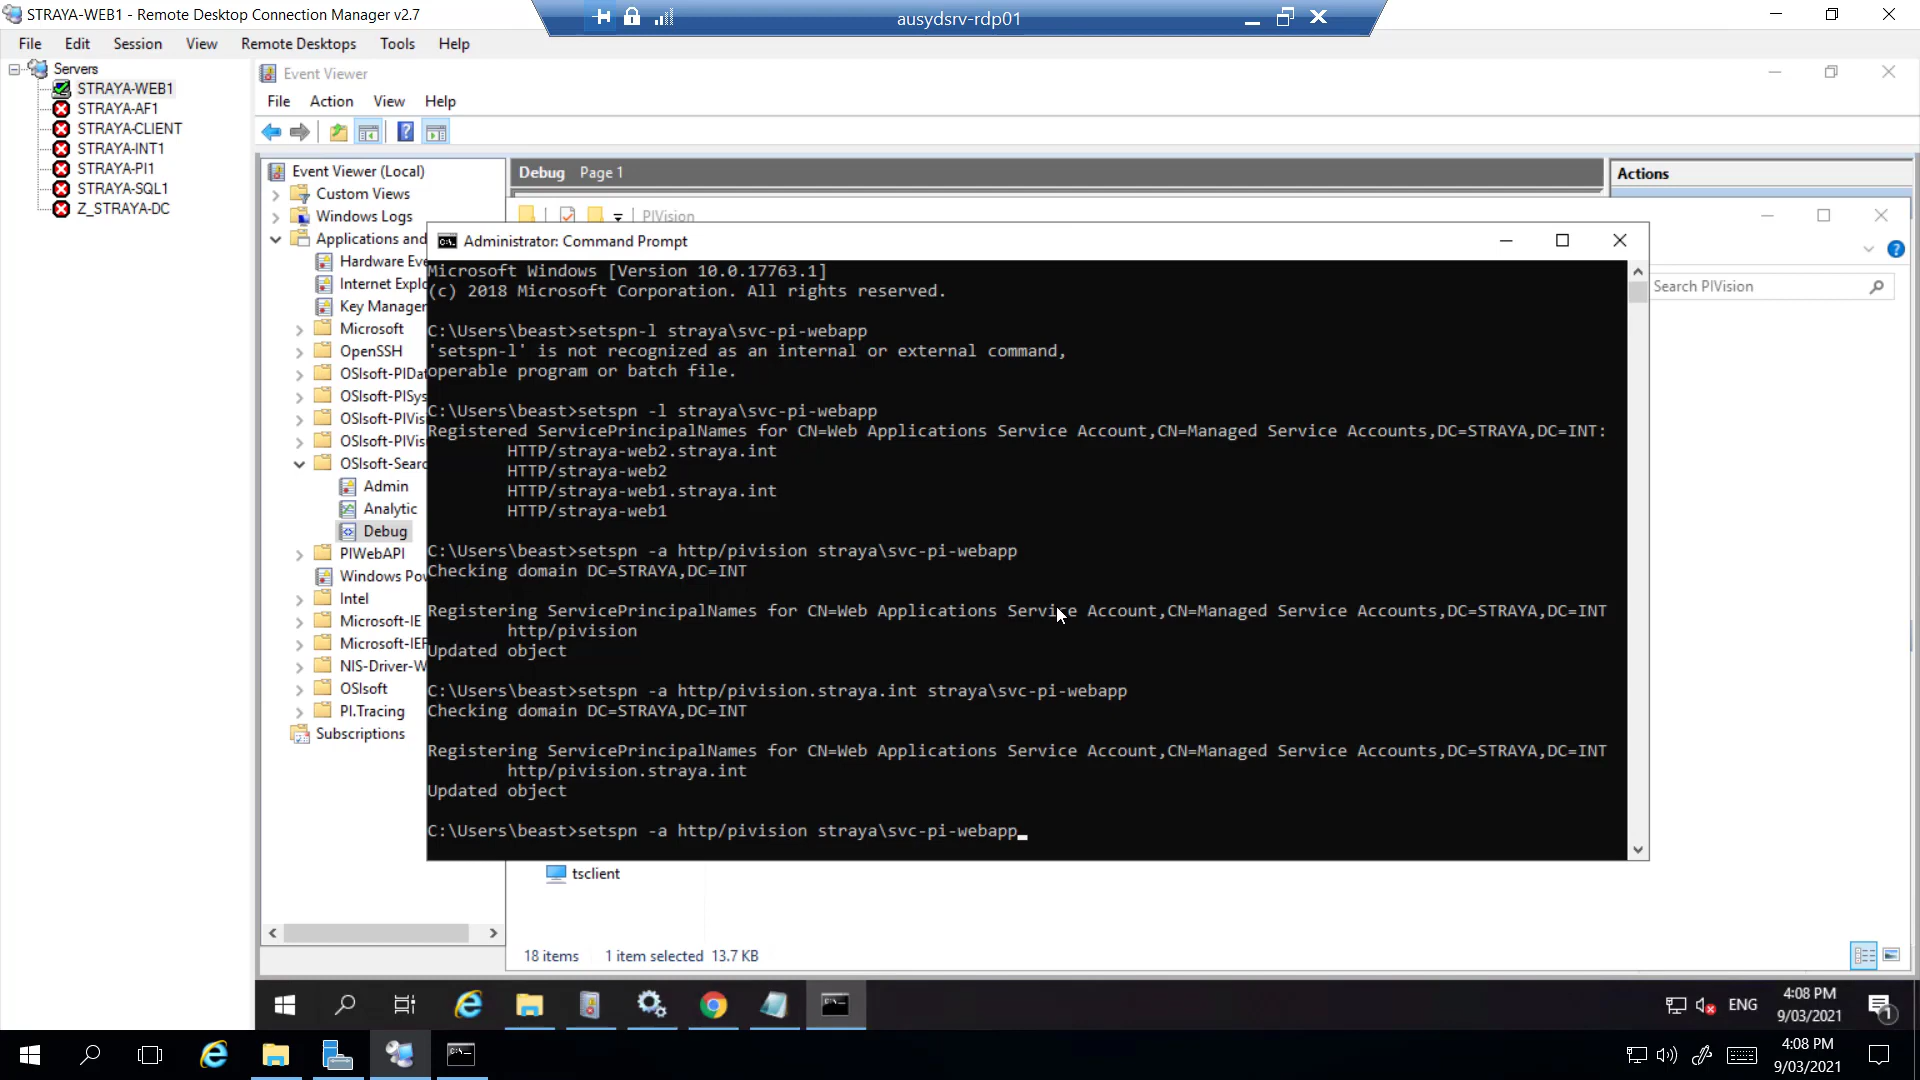 STRAYA-WEB1 - Remote Desktop Connection Manager v2.7
ausydsrv-rdp01
File Edit Session View Remote Desktops Tools Help
Servers
STRAYA-WEB1
STRAYA-AF1
STRAYA-CLIENT
STRAYA-INT1
STRAYA-PI1
STRAYA-SQL1
Z_STRAYA-DC
Event Viewer
File Action View Help
Event Viewer (Local)
Custom Views
Windows Logs
Applications and
Hardware Eve
Internet Explo
Key Manager
Microsoft
OpenSSH
OSIsoft-PIDat
OSIsoft-PISys
OSIsoft-PIVis
OSIsoft-PIVis
OSIsoft-Searc
Admin
Analytic
Debug
PIWebAPI
Windows Pow
Intel
Microsoft-IE
Microsoft-IEF
NIS-Driver-W
OSIsoft
PI.Tracing
Subscriptions
Debug Page 1
Actions
PIVision
Search PIVision
Administrator: Command Prompt
Microsoft Windows [Version 10.0.17763.1]
(c) 2018 Microsoft Corporation. All rights reserved.
C:\Users\beast>setspn-l straya\svc-pi-webapp
'setspn-l' is not recognized as an internal or external command,
operable program or batch file.
C:\Users\beast>setspn -l straya\svc-pi-webapp
Registered ServicePrincipalNames for CN=Web Applications Service Account,CN=Managed Service Accounts,DC=STRAYA,DC=INT:
HTTP/straya-web2.straya.int
HTTP/straya-web2
HTTP/straya-web1.straya.int
HTTP/straya-web1
C:\Users\beast>setspn -a http/pivision straya\svc-pi-webapp
Checking domain DC=STRAYA,DC=INT
Registering ServicePrincipalNames for CN=Web Applications Service Account,CN=Managed Service Accounts,DC=STRAYA,DC=INT
http/pivision
Updated object
C:\Users\beast>setspn -a http/pivision.straya.int straya\svc-pi-webapp
Checking domain DC=STRAYA,DC=INT
Registering ServicePrincipalNames for CN=Web Applications Service Account,CN=Managed Service Accounts,DC=STRAYA,DC=INT
http/pivision.straya.int
Updated object
C:\Users\beast>setspn -a http/pivision straya\svc-pi-webapp_
tsclient
18 items 1 item selected 13.7 KB
ENG
4:08 PM
9/03/2021
1
4:08 PM
9/03/2021